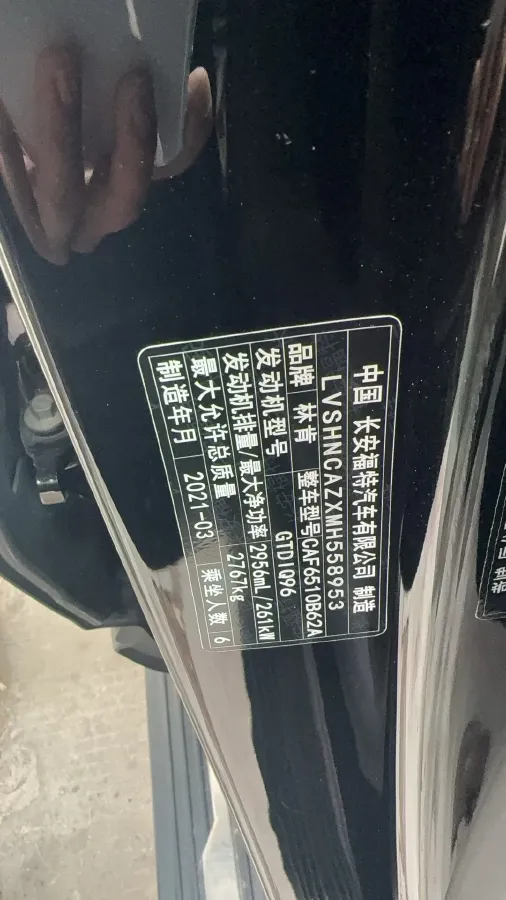 中国 长安福特汽车有限公司 制造
LVSHNCAZXMH558953
品牌 林肯 整车型号 CAF6510B62A
发动机型号 GTDI096
发动机排量/最大净功率 2956mL/261kW
最大允许总质量 2767kg
制造年月 2021-03 乘坐人数 6